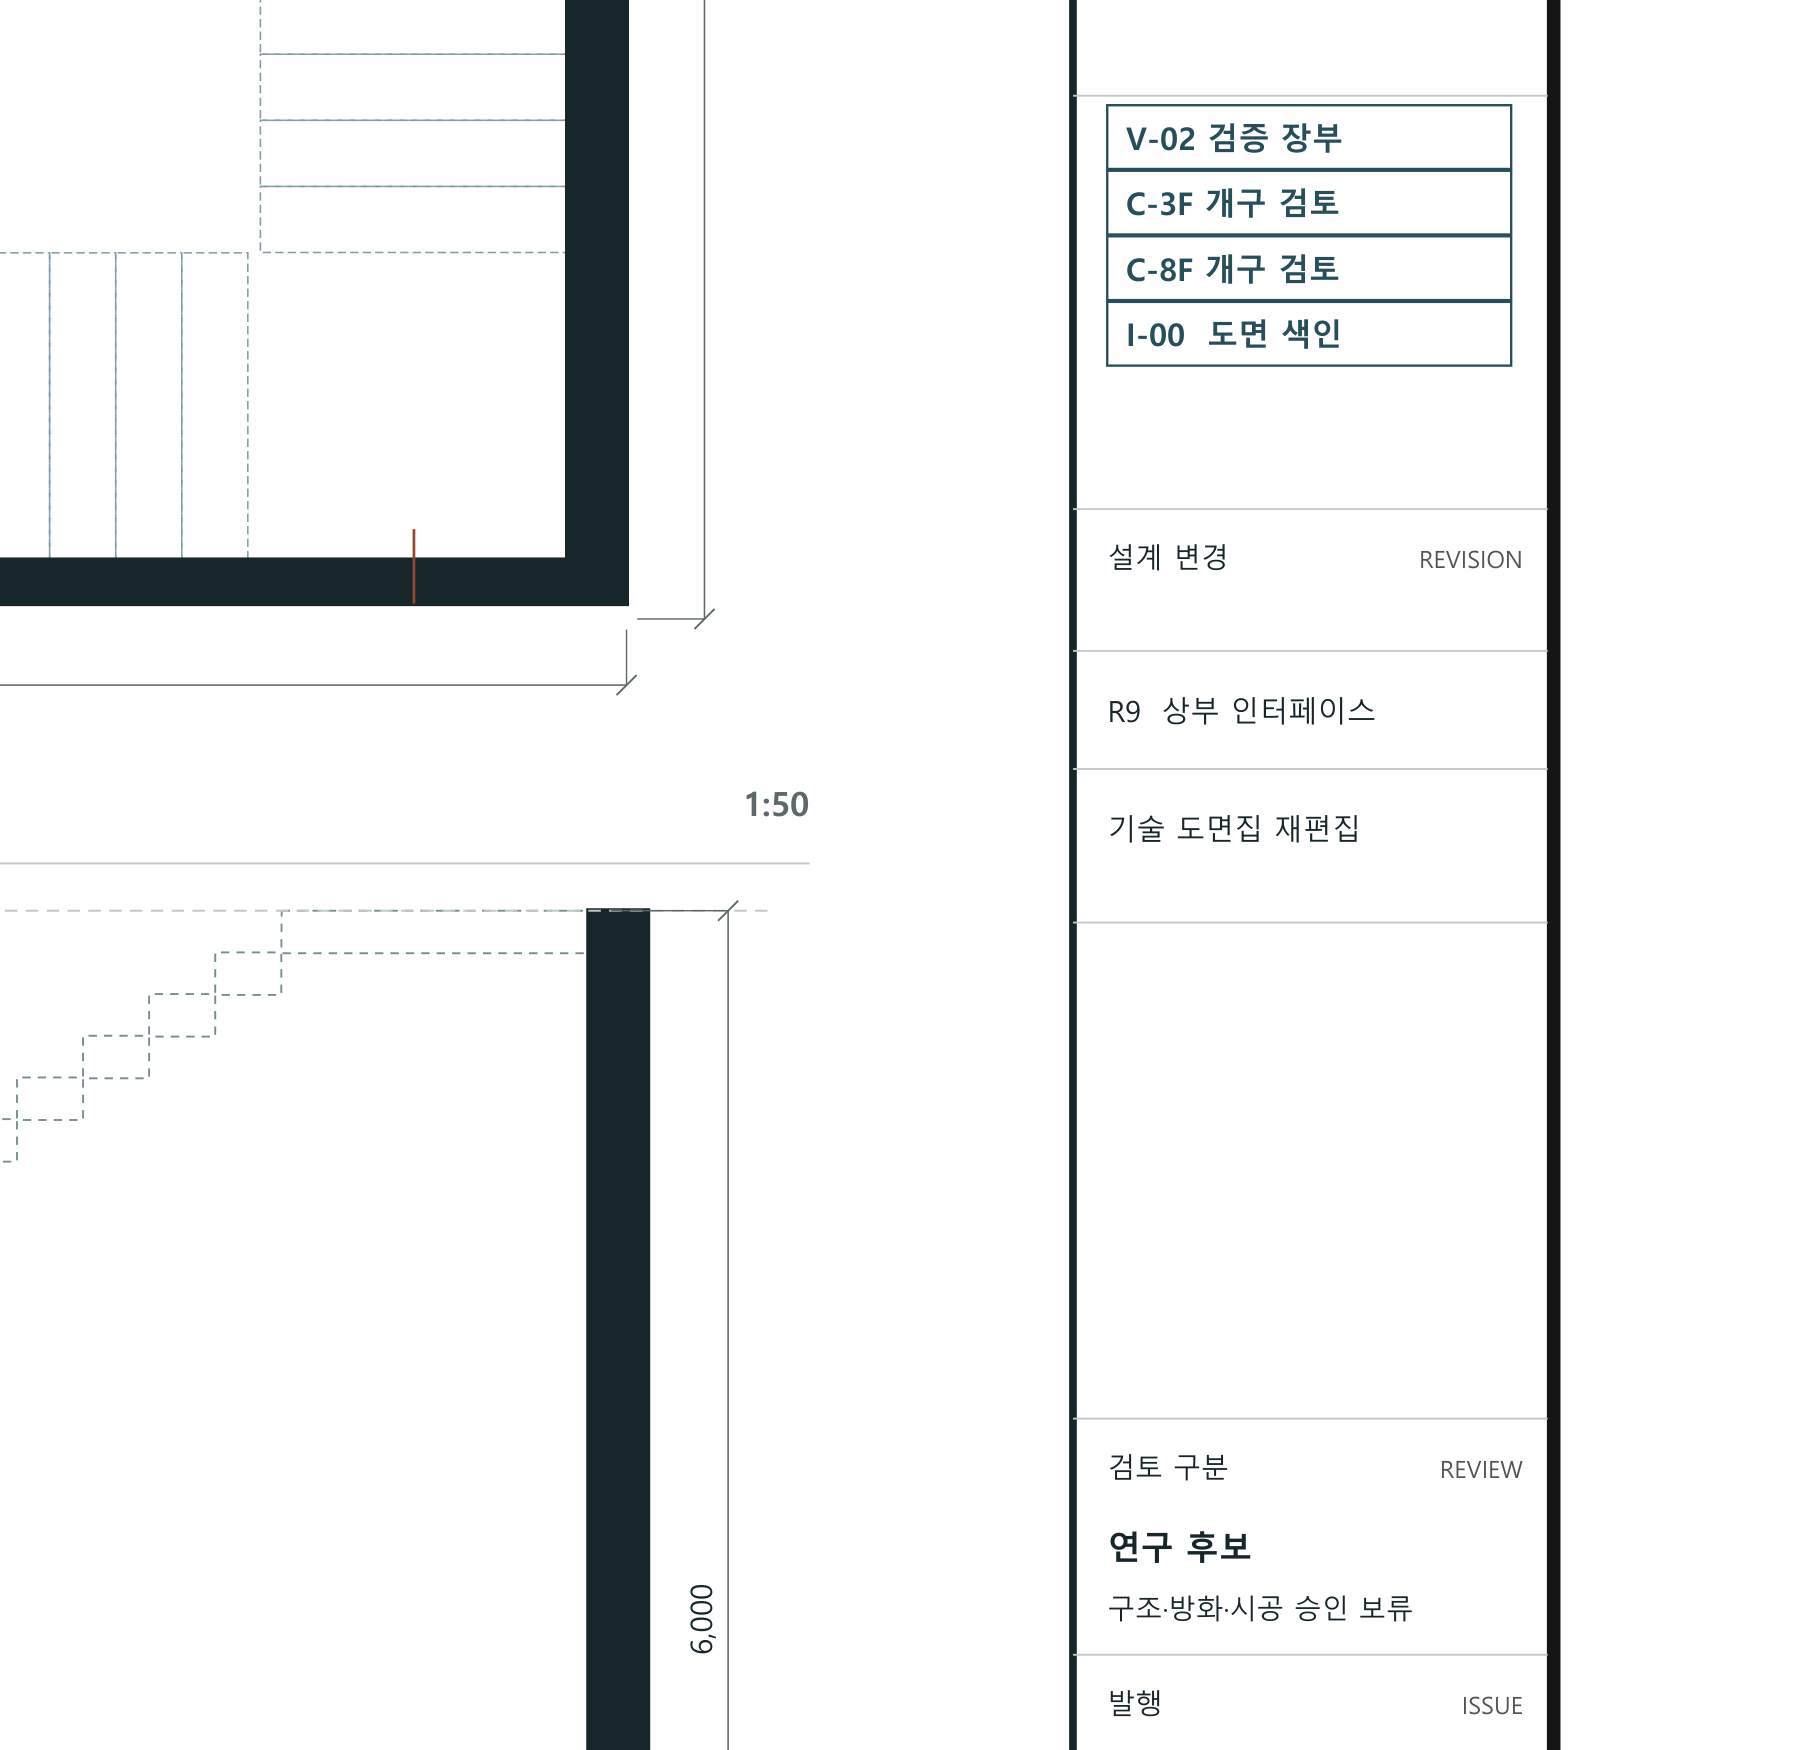 V-02 검증 장부
C-3F 개구 검토
C-8F 개구 검토
I-00 도면 색인
설계 변경 REVISION
R9 상부 인터페이스
1:50
기술 도면집 재편집
검토 구분 REVIEW
연구 후보
구조·방화·시공 승인 보류
6,000
발행 ISSUE